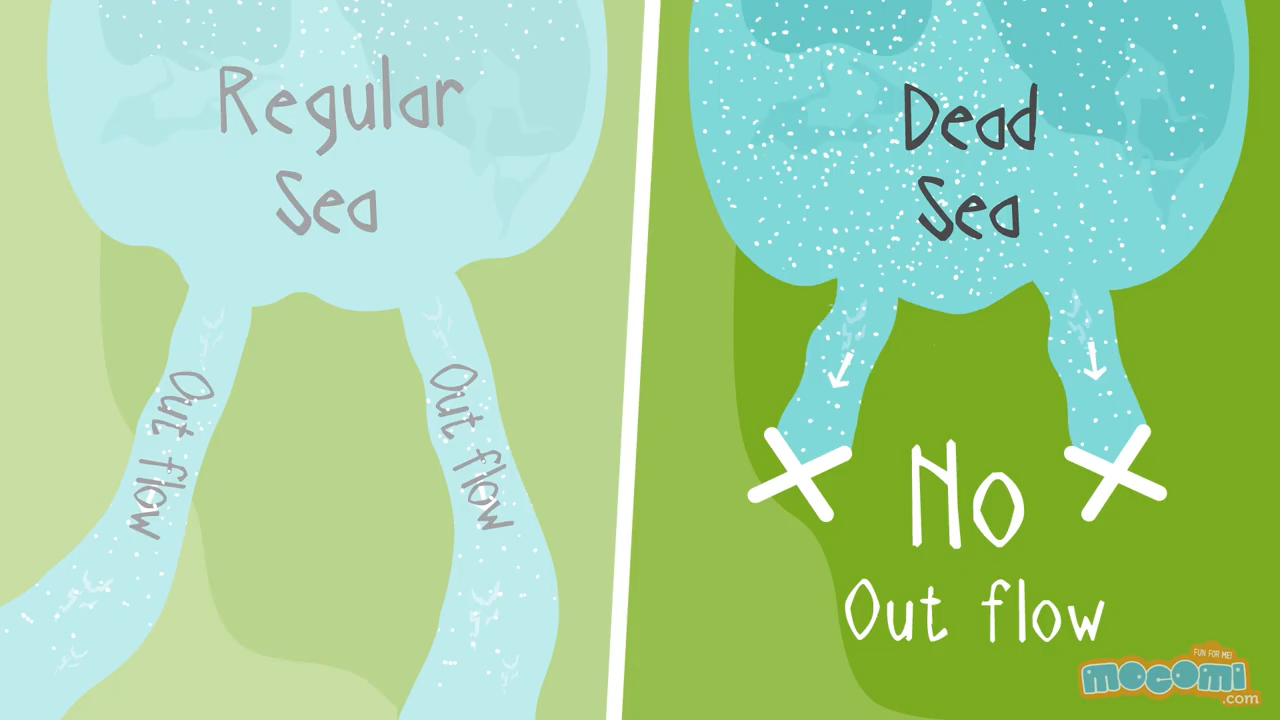 Regular
Sea
Out flow
Out flow
Dead
Sea
No
Out flow
FUN FOR ME!
mocomi
.com